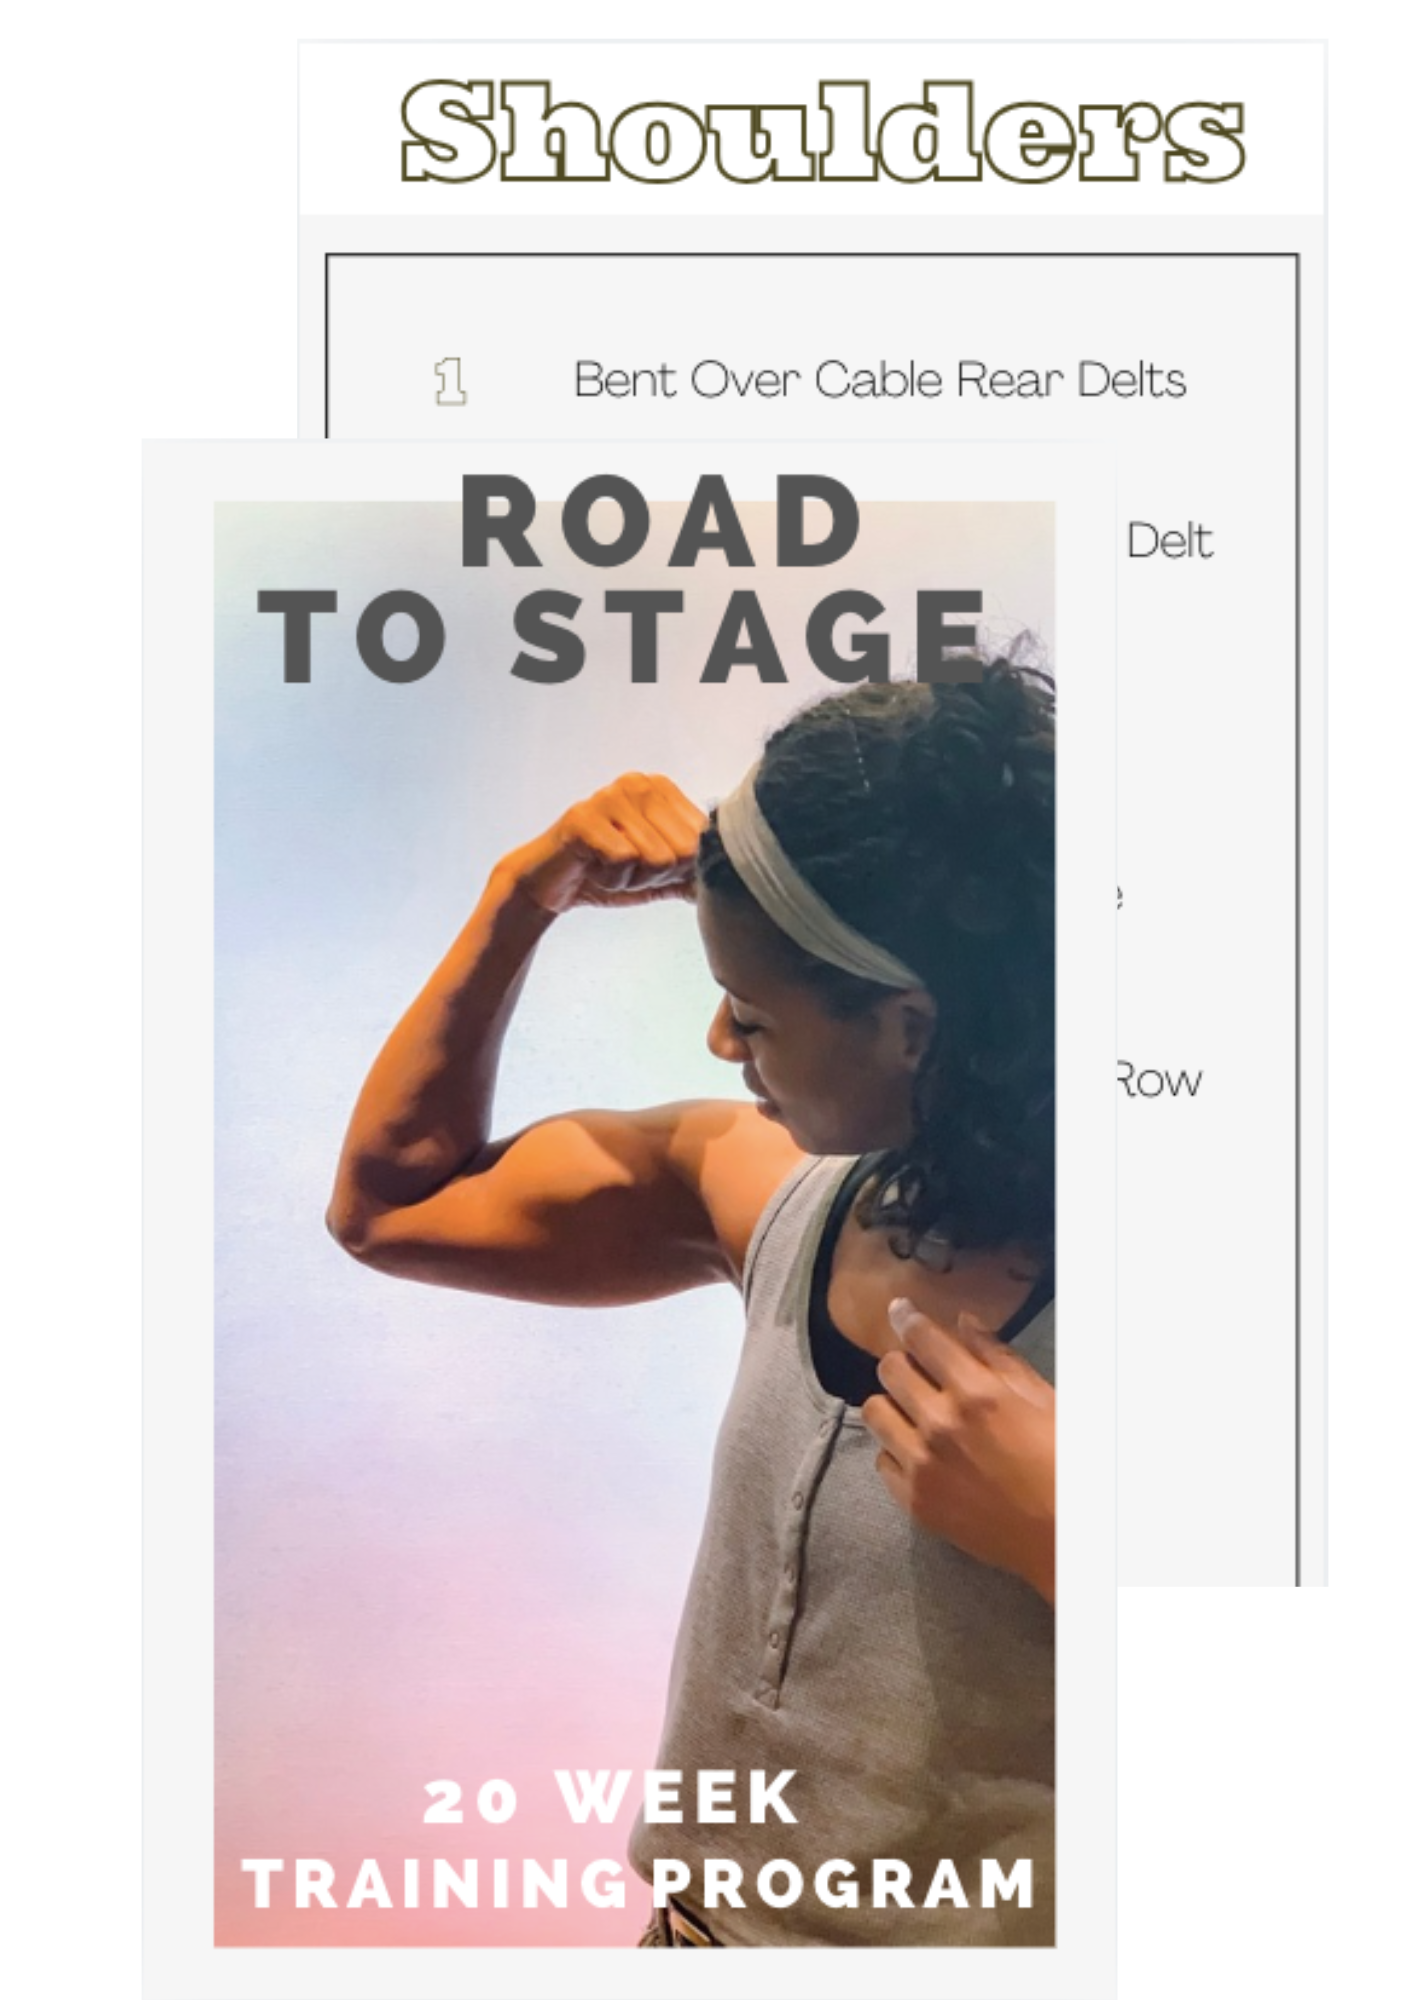 Shoulders
1 Bent Over Cable Rear Delts
Delt
Row
ROAD
TO STAGE
20 WEEK
TRAINING PROGRAM